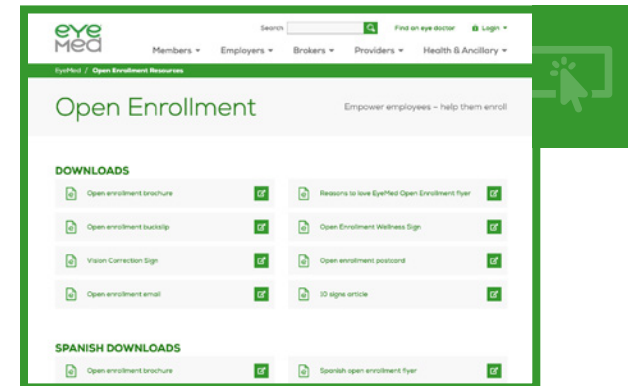 eye
Med
Search
Find an eye doctor
Login
Members
Employers
Brokers
Providers
Health & Ancillary
EyeMed / Open Enrollment Resources
Open Enrollment
Empower employees – help them enroll
DOWNLOADS
Open enrollment brochure
Reasons to love EyeMed Open Enrollment flyer
Open enrollment buckslip
Open Enrollment Wellness Sign
Vision Correction Sign
Open enrollment postcard
Open enrollment email
10 signs article
SPANISH DOWNLOADS
Open enrollment brochure
Spanish open enrollment flyer